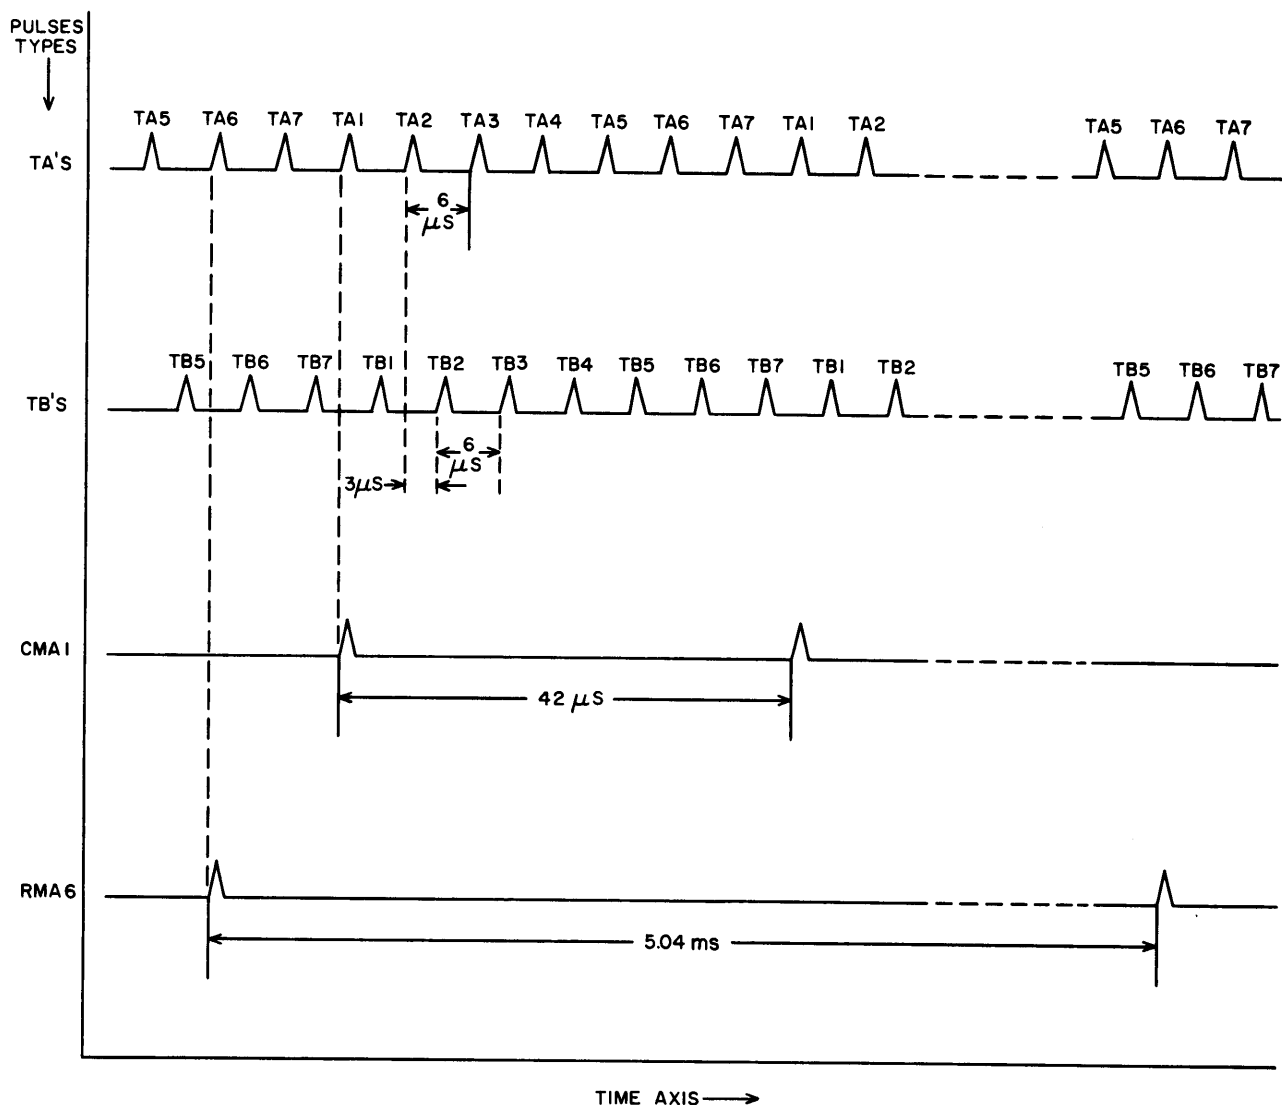 PULSES
TYPES
TA5 TA6 TA7 TA1 TA2 TA3 TA4 TA5 TA6 TA7 TA1 TA2 TA5 TA6 TA7
TA'S
6
μS
TB5 TB6 TB7 TB1 TB2 TB3 TB4 TB5 TB6 TB7 TB1 TB2 TB5 TB6 TB7
TB'S
6
μS
3μS
CMA1
42 μS
RMA6
5.04 ms
TIME AXIS